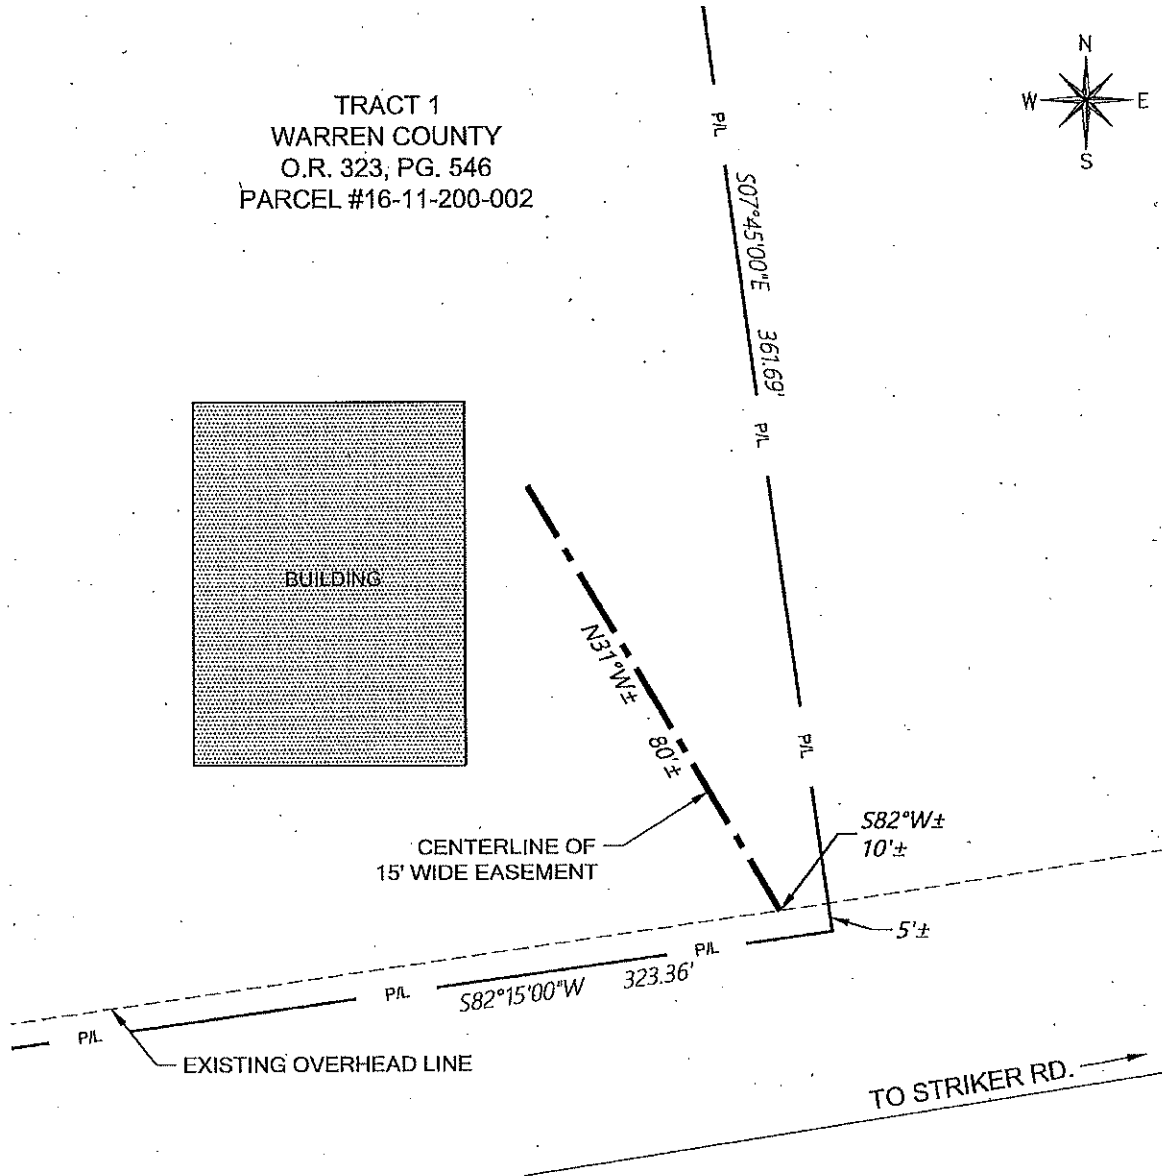 N
W E
S
TRACT 1
WARREN COUNTY
O.R. 323, PG. 546
PARCEL #16-11-200-002
P/L
S07°45'00"E 361.69'
P/L
BUILDING
N31°W± 80'±
P/L
CENTERLINE OF
15' WIDE EASEMENT
S82°W±
10'±
5'±
P/L
S82°15'00"W 323.36'
P/L
P/L
EXISTING OVERHEAD LINE
TO STRIKER RD.